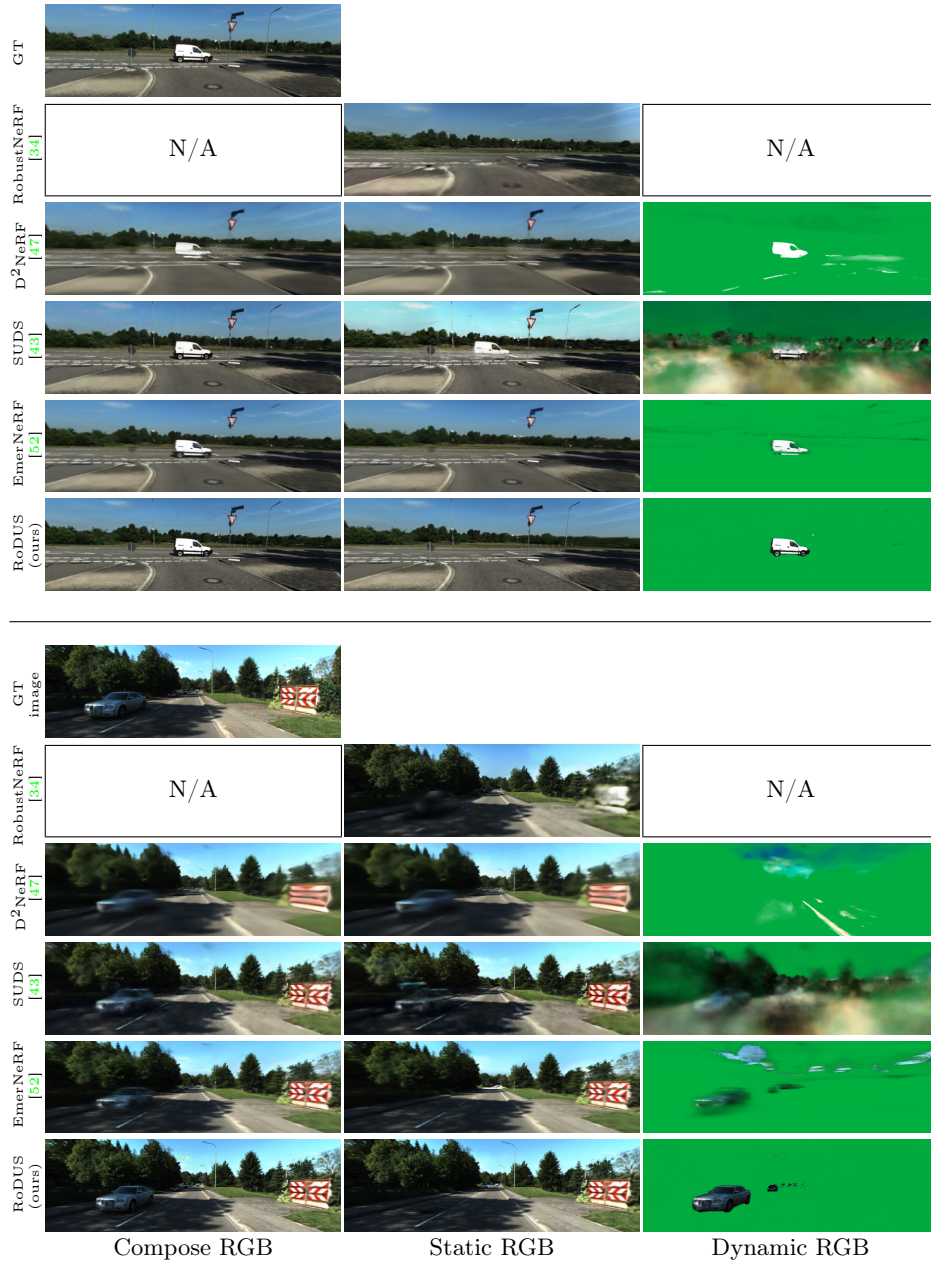 GT
RobustNeRF
[34]
N/A
N/A
D²NeRF
[47]
SUDS
[43]
EmerNeRF
[52]
RoDUS
(ours)
GT
image
RobustNeRF
[34]
N/A
N/A
D²NeRF
[47]
SUDS
[43]
EmerNeRF
[52]
RoDUS
(ours)
Compose RGB Static RGB Dynamic RGB